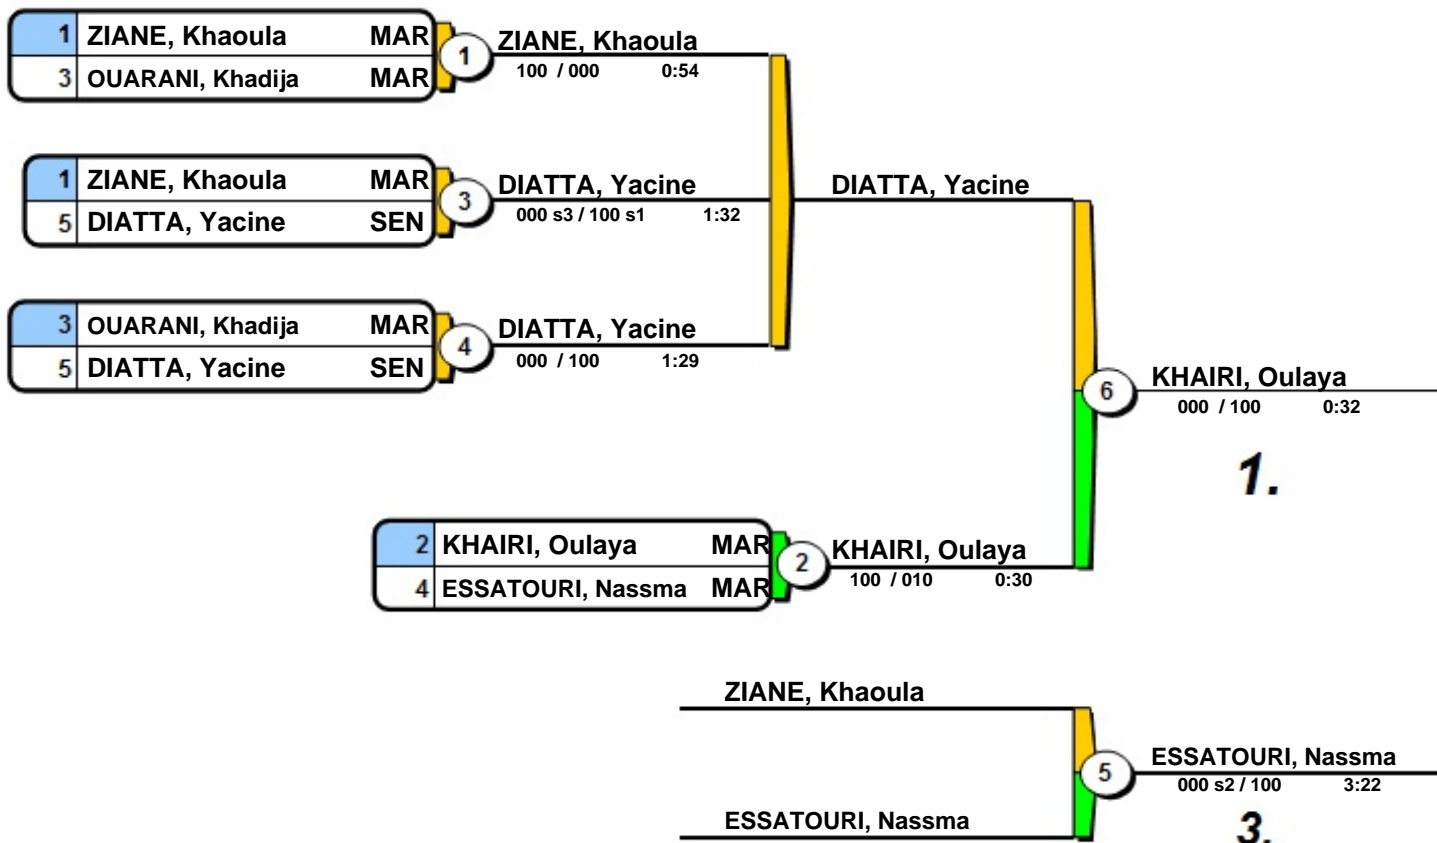 1 ZIANE, Khaoula MAR
3 OUARANI, Khadija MAR
1 ZIANE, Khaoula
100 / 000 0:54
1 ZIANE, Khaoula MAR
5 DIATTA, Yacine SEN
3 DIATTA, Yacine
000 s3 / 100 s1 1:32
DIATTA, Yacine
3 OUARANI, Khadija MAR
5 DIATTA, Yacine SEN
4 DIATTA, Yacine
000 / 100 1:29
6 KHAIRI, Oulaya
000 / 100 0:32
1.
2 KHAIRI, Oulaya MAR
4 ESSATOURI, Nassma MAR
2 KHAIRI, Oulaya
100 / 010 0:30
ZIANE, Khaoula
5 ESSATOURI, Nassma
000 s2 / 100 3:22
ESSATOURI, Nassma
3.